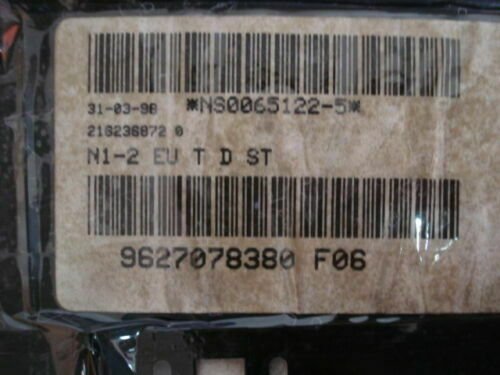 31-03-98 *NS0065122-5*
216236872 0
N1-2 EU T D ST
9627078380 F06